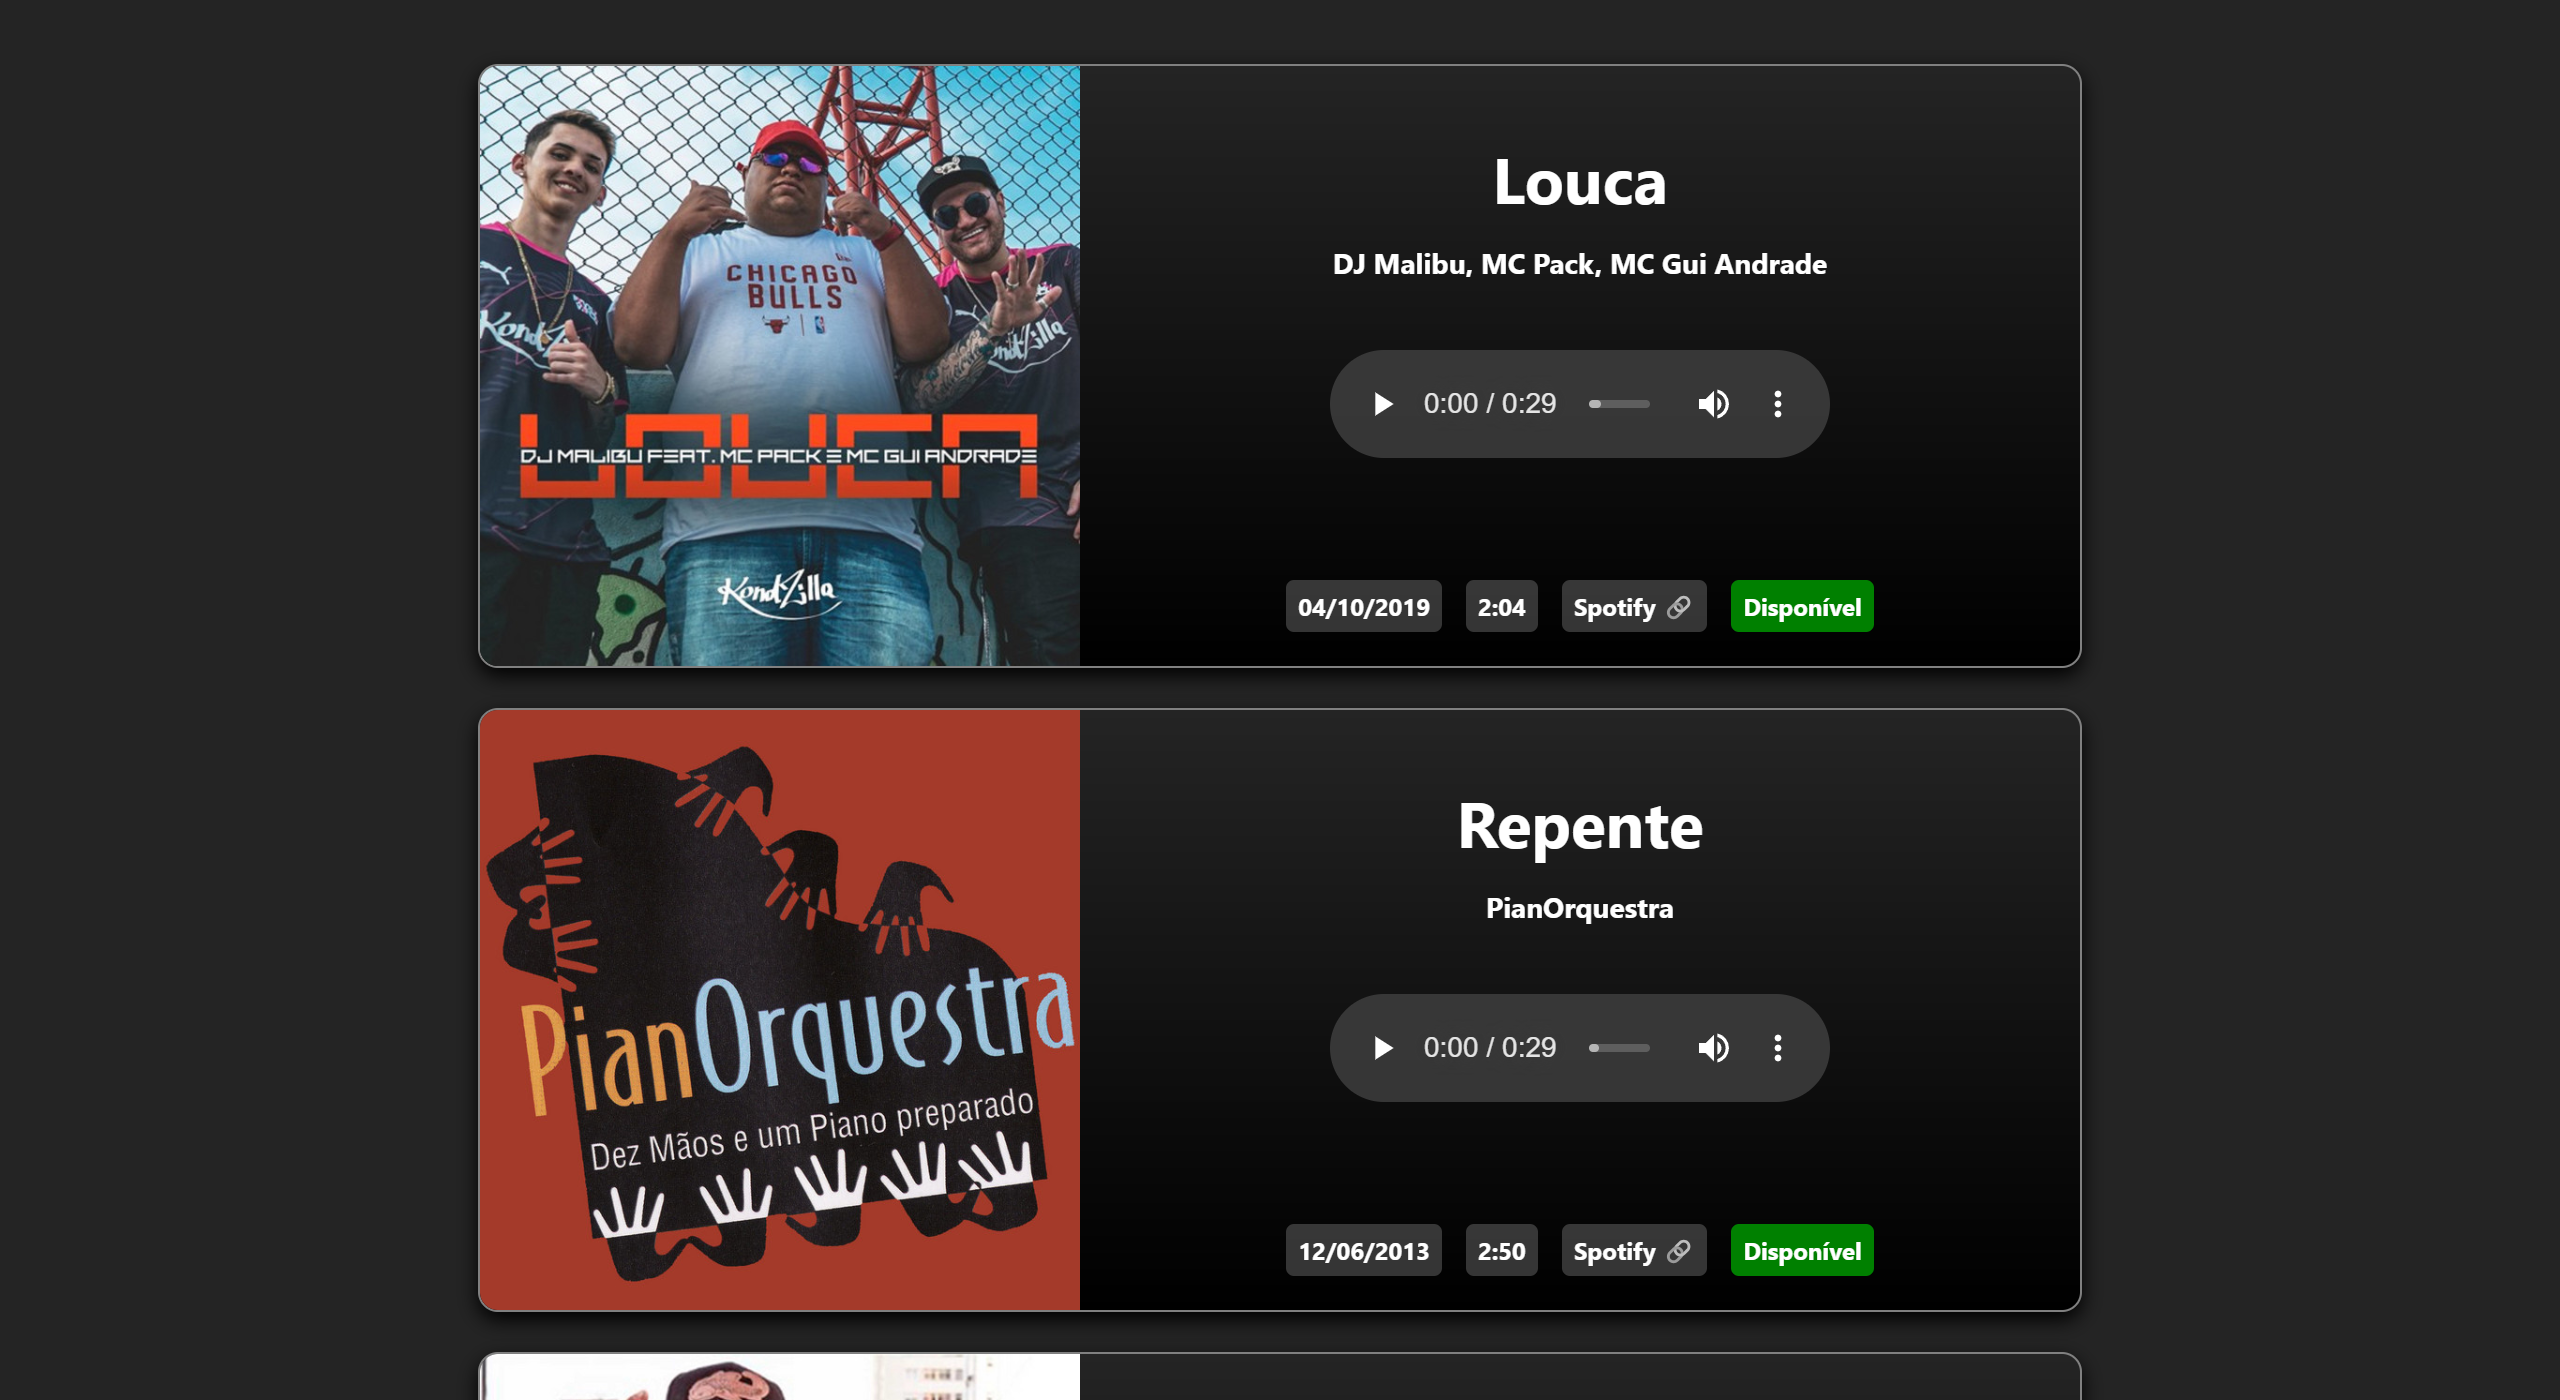 CHICAGO
BULLS
KondZilla
LOUCA
DJ MALIBU FEAT. MC PACK E MC GUI ANDRADE
KondZilla
Louca
DJ Malibu, MC Pack, MC Gui Andrade
0:00 / 0:29
04/10/2019 2:04 Spotify Disponível
PianOrquestra
Dez Mãos e um Piano preparado
Repente
PianOrquestra
0:00 / 0:29
12/06/2013 2:50 Spotify Disponível